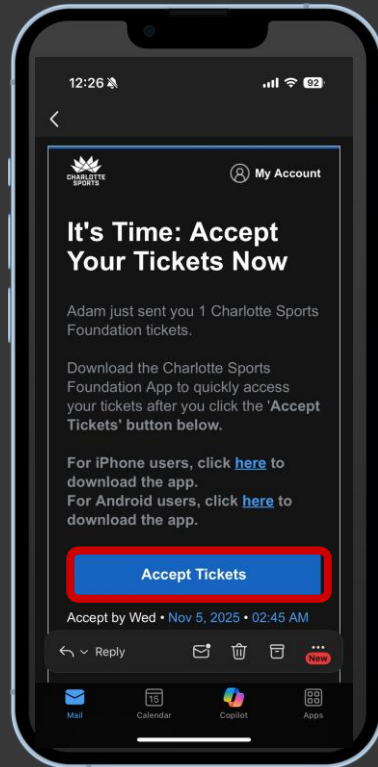 12:26
92
CHARLOTTE
SPORTS
My Account
It's Time: Accept
Your Tickets Now
Adam just sent you 1 Charlotte Sports
Foundation tickets.
Download the Charlotte Sports
Foundation App to quickly access
your tickets after you click the 'Accept
Tickets' button below.
For iPhone users, click here to
download the app.
For Android users, click here to
download the app.
Accept Tickets
Accept by Wed • Nov 5, 2025 • 02:45 AM
Reply
New
15
Mail
Calendar
Copilot
Apps